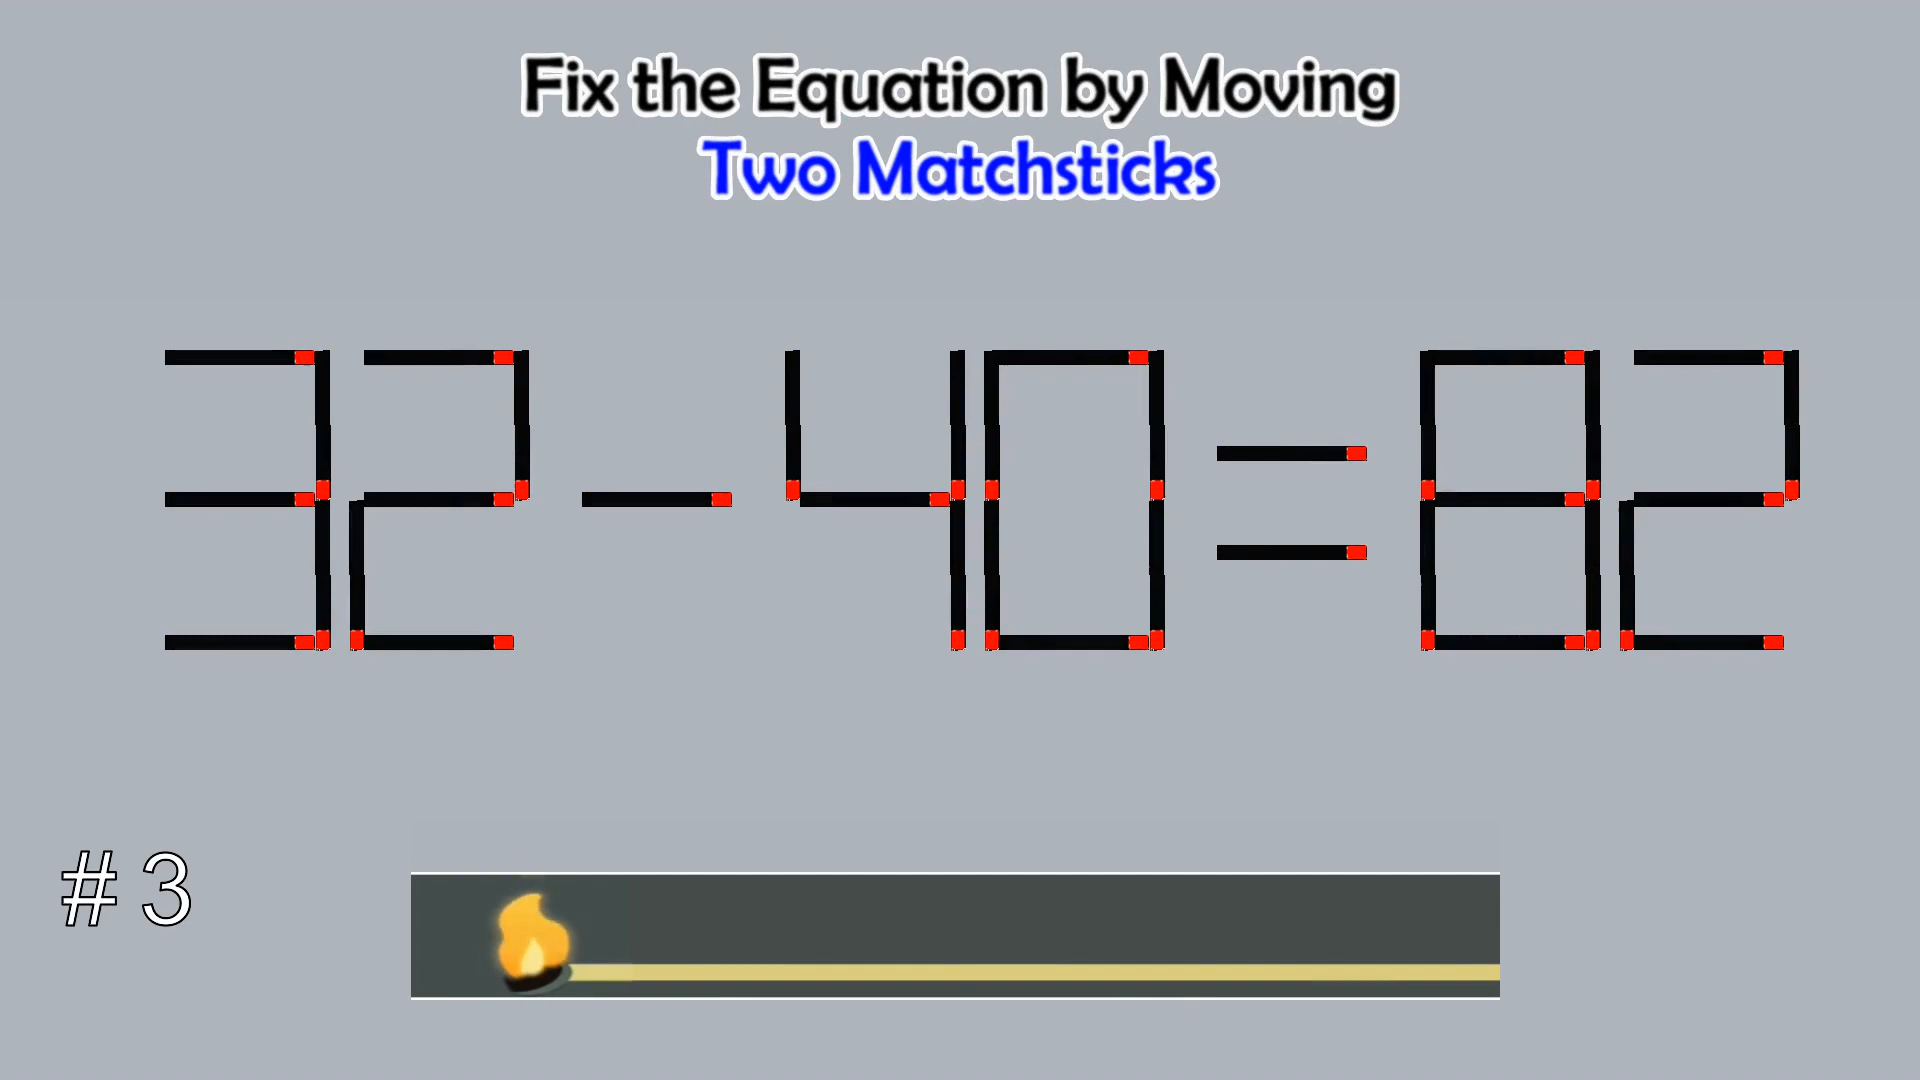 Fix the Equation by Moving
Two Matchsticks
32-40=82
#3